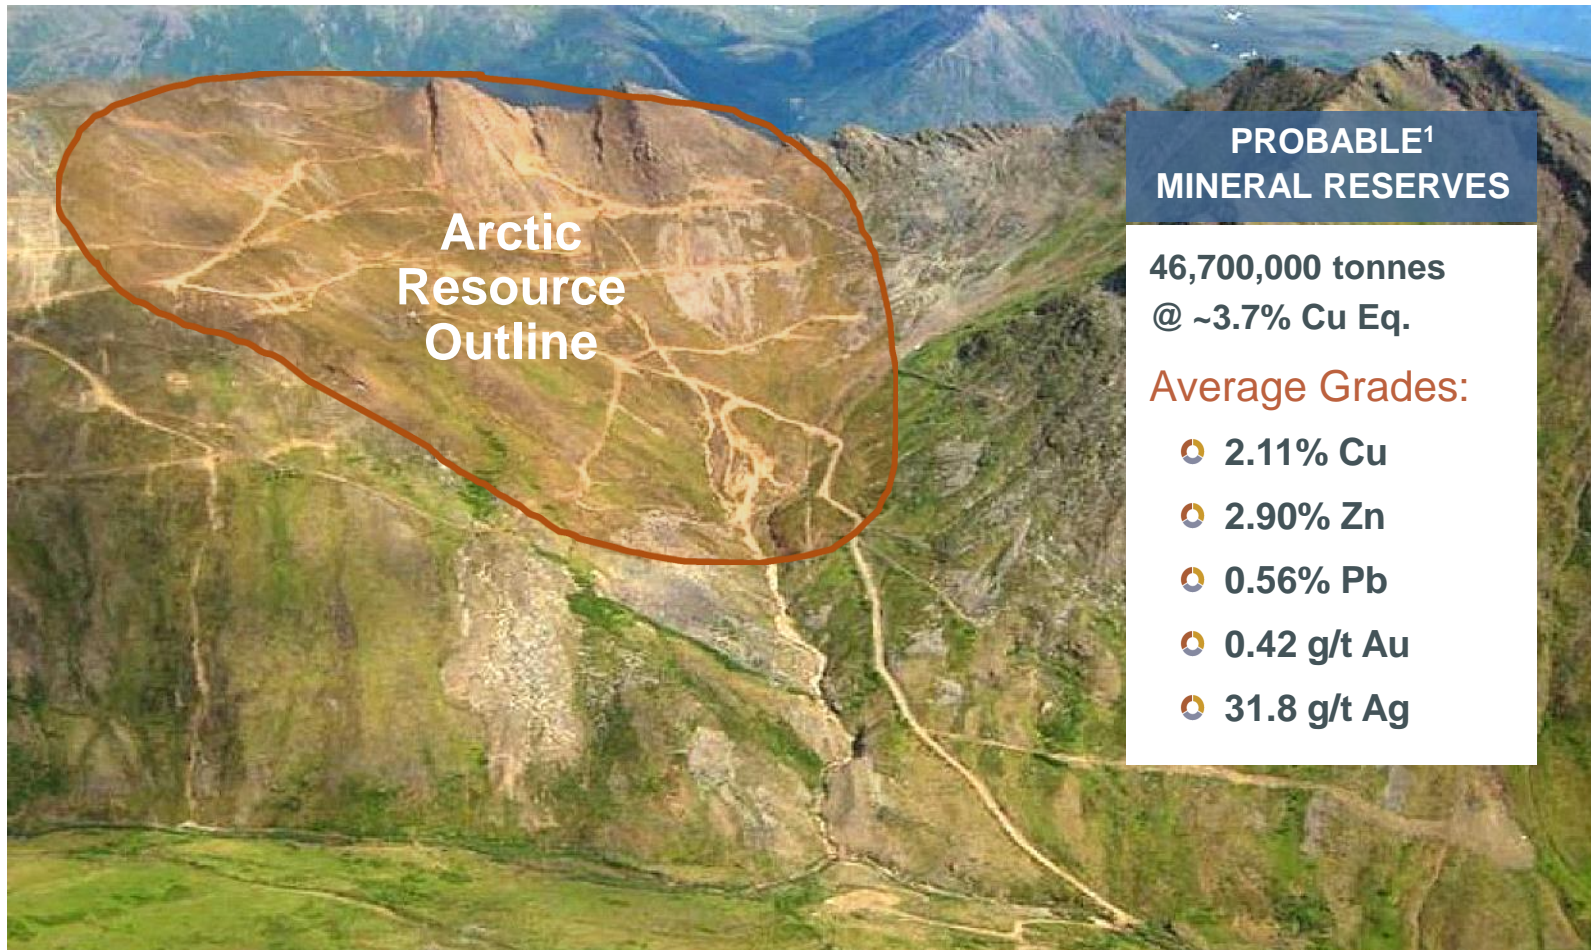 Arctic
Resource
Outline
PROBABLE¹
MINERAL RESERVES
46,700,000 tonnes
@ ~3.7% Cu Eq.
Average Grades:
2.11% Cu
2.90% Zn
0.56% Pb
0.42 g/t Au
31.8 g/t Ag